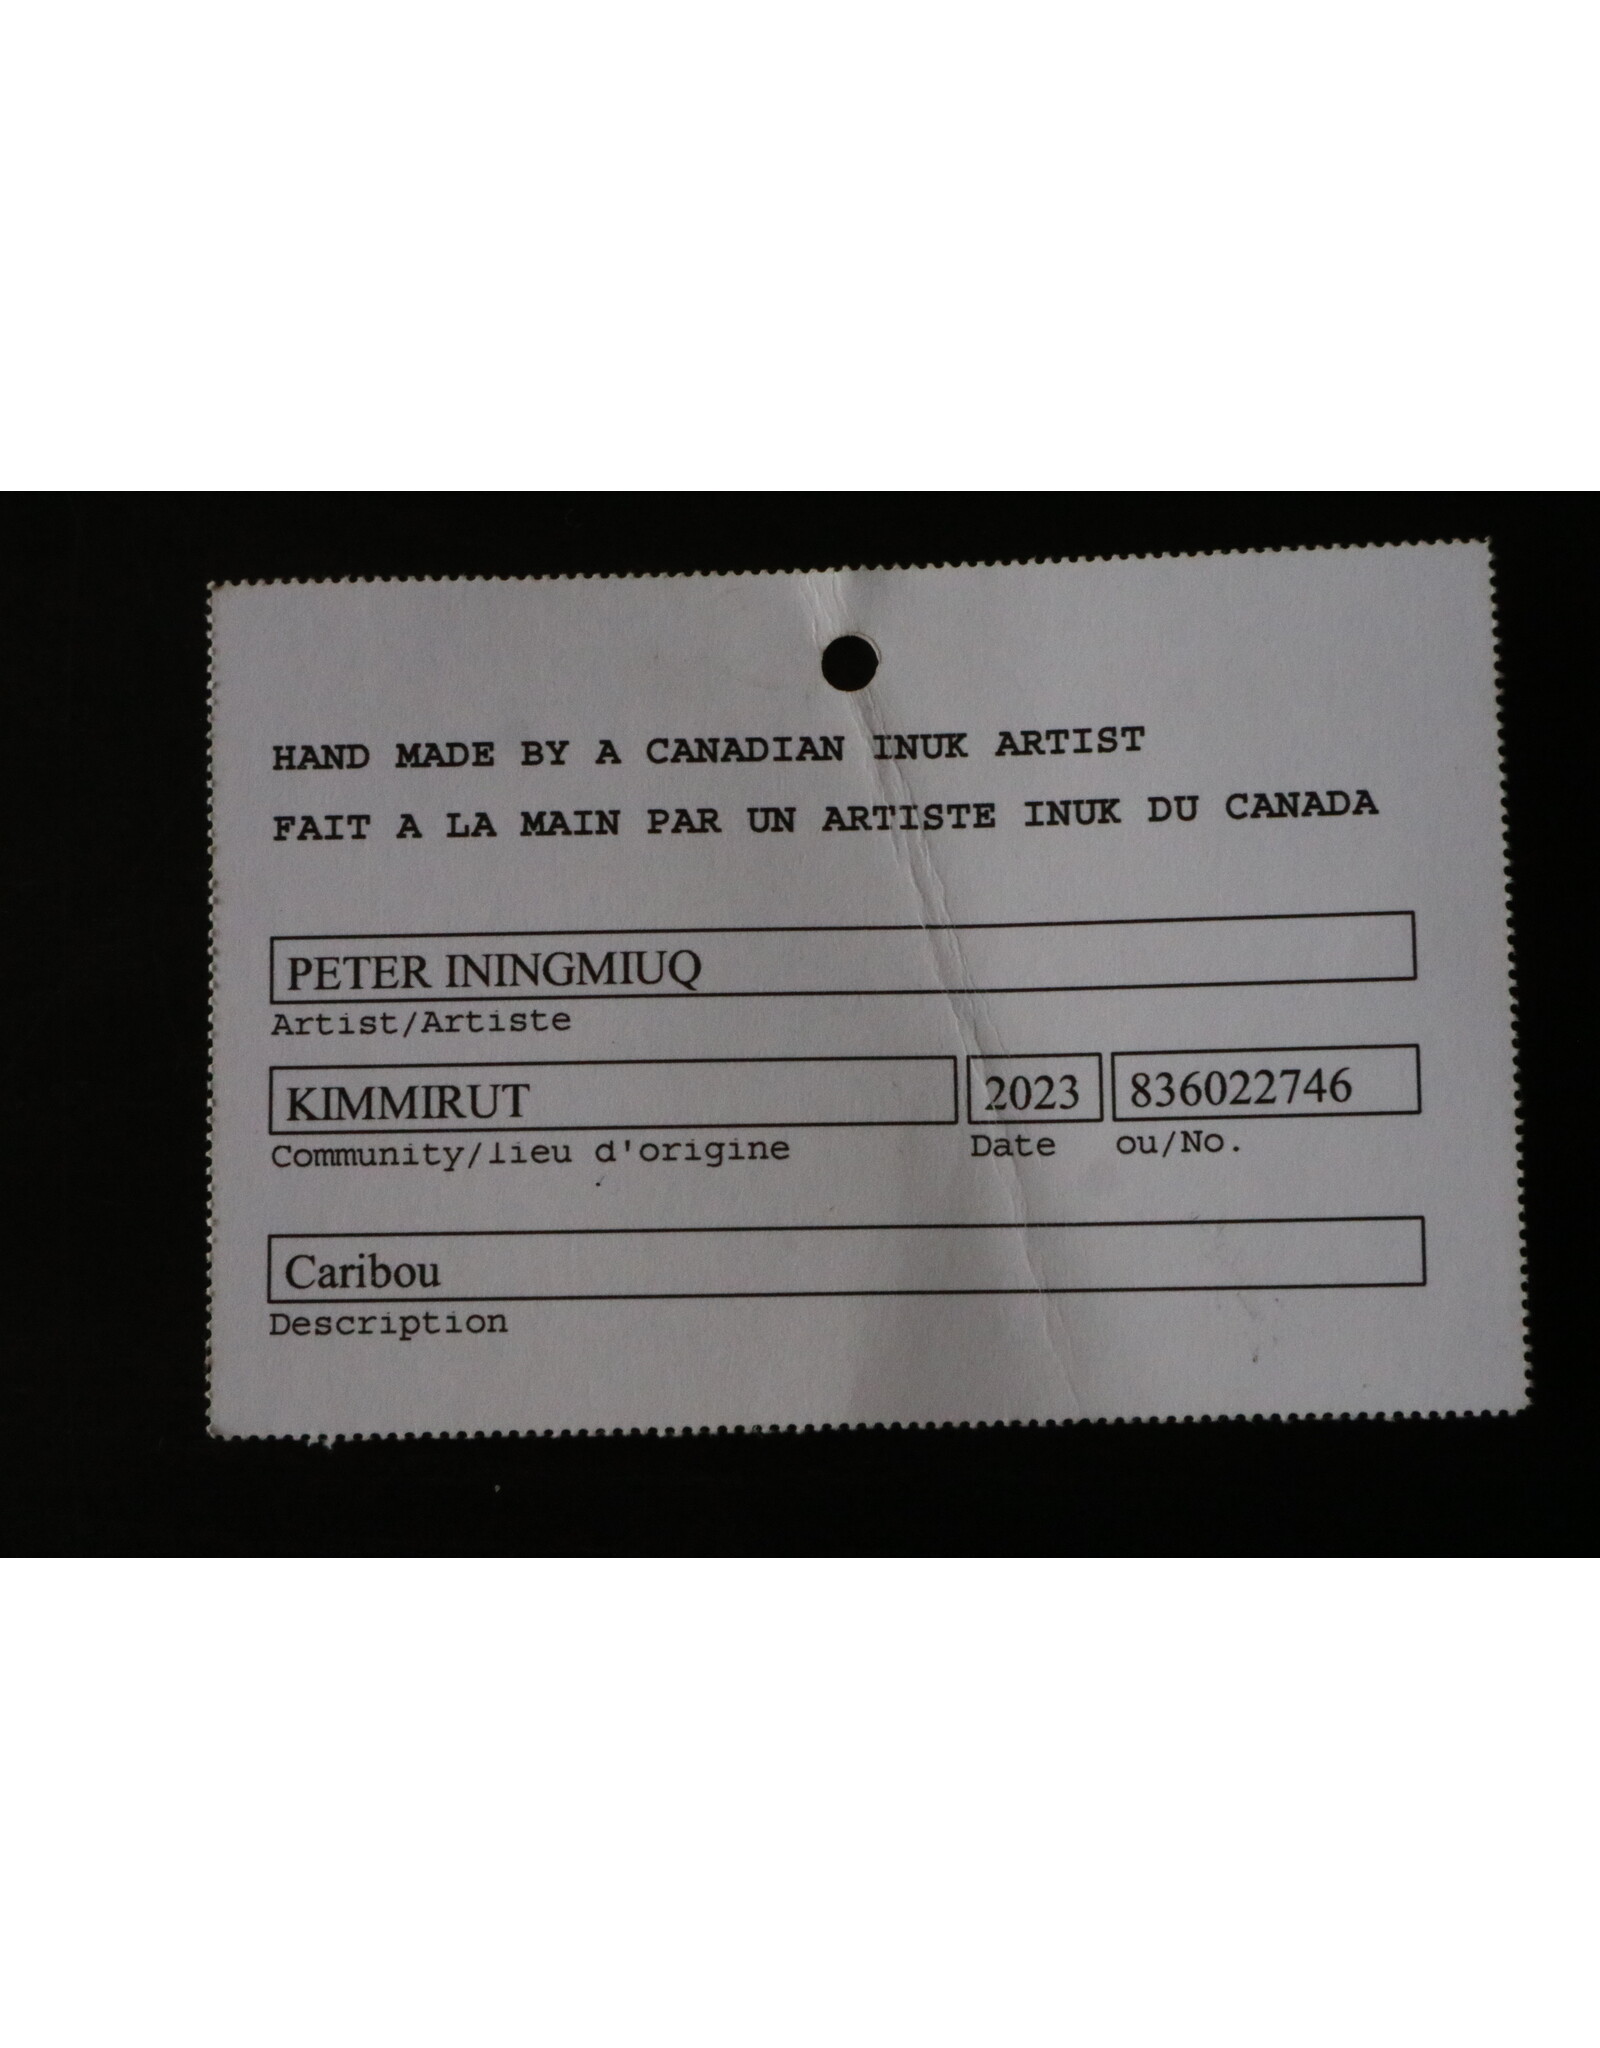 HAND MADE BY A CANADIAN INUK ARTIST
FAIT A LA MAIN PAR UN ARTISTE INUK DU CANADA
PETER ININGMIUQ
Artist/Artiste
KIMMIRUT 2023 836022746
Community/lieu d'origine Date ou/No.
Caribou
Description